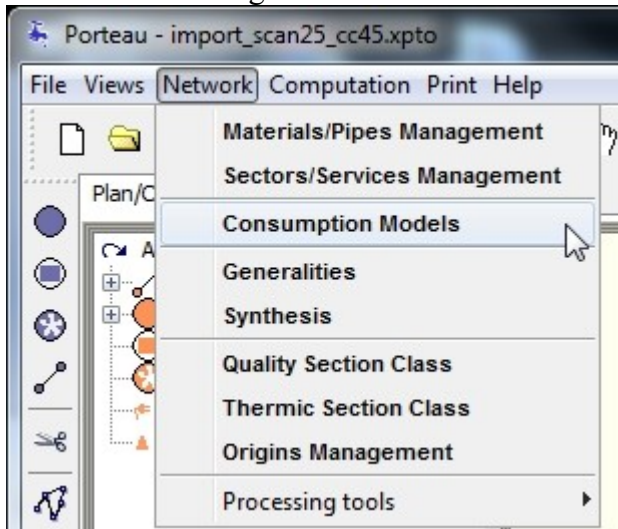 Porteau - import_scan25_cc45.xpto
File Views Network Computation Print Help
Materials/Pipes Management
Sectors/Services Management
Plan/C
Consumption Models
A
Generalities
Synthesis
Quality Section Class
Thermic Section Class
Origins Management
Processing tools